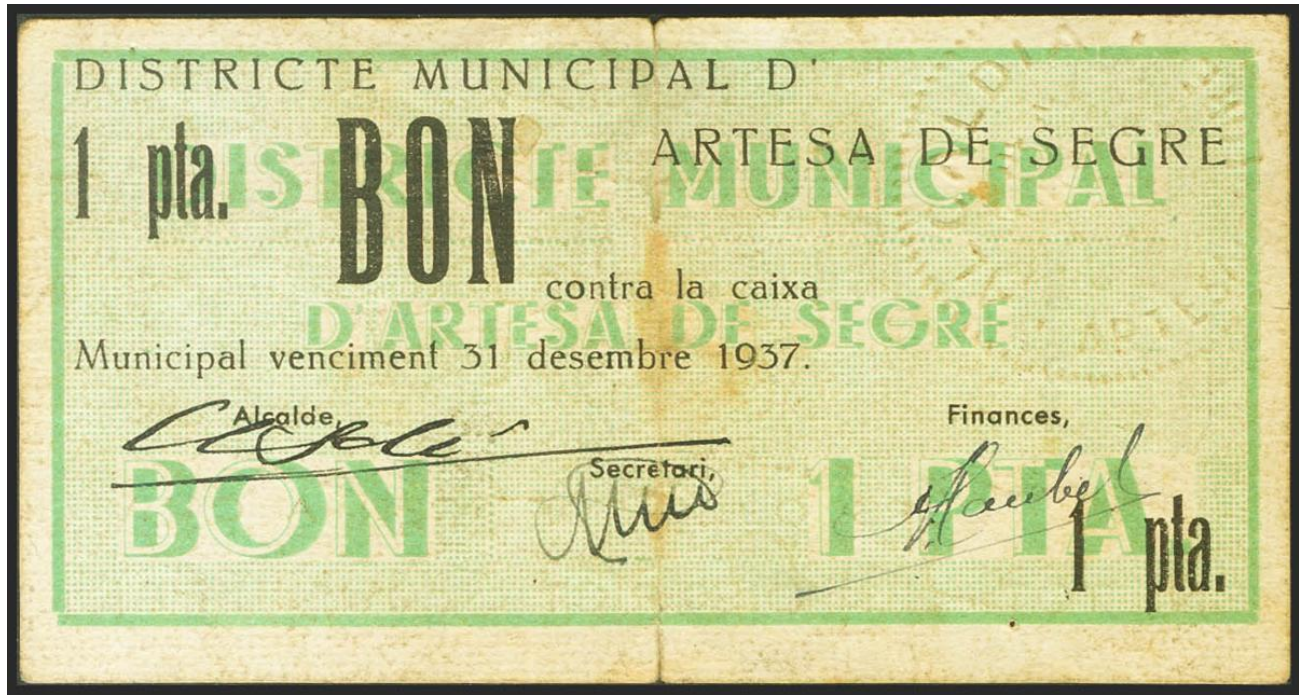 DISTRICTE MUNICIPAL D'
1 pta. BON ARTESA DE SEGRE
DISTRICTE MUNICIPAL
contra la caixa
D'ARTESA DE SEGRE
Municipal venciment 31 desembre 1937.
Alcalde,
Finances,
Secretari,
BON 1 PTA.
1 pta.